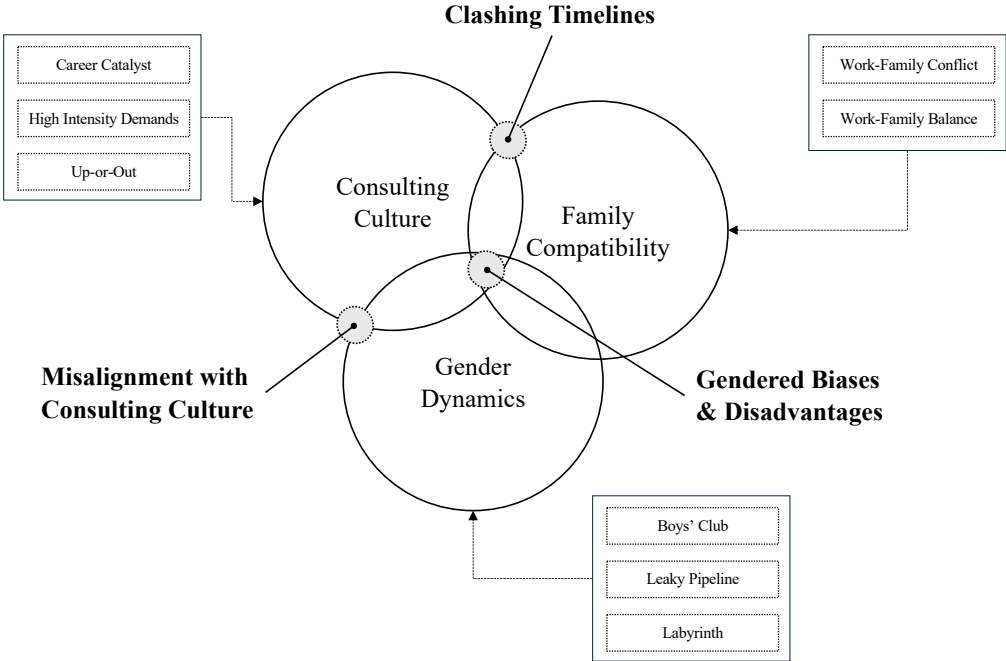 Clashing Timelines
Career Catalyst
High Intensity Demands
Up-or-Out
Work-Family Conflict
Work-Family Balance
Consulting
Culture
Family
Compatibility
Gender
Dynamics
Misalignment with
Consulting Culture
Gendered Biases
& Disadvantages
Boys’ Club
Leaky Pipeline
Labyrinth